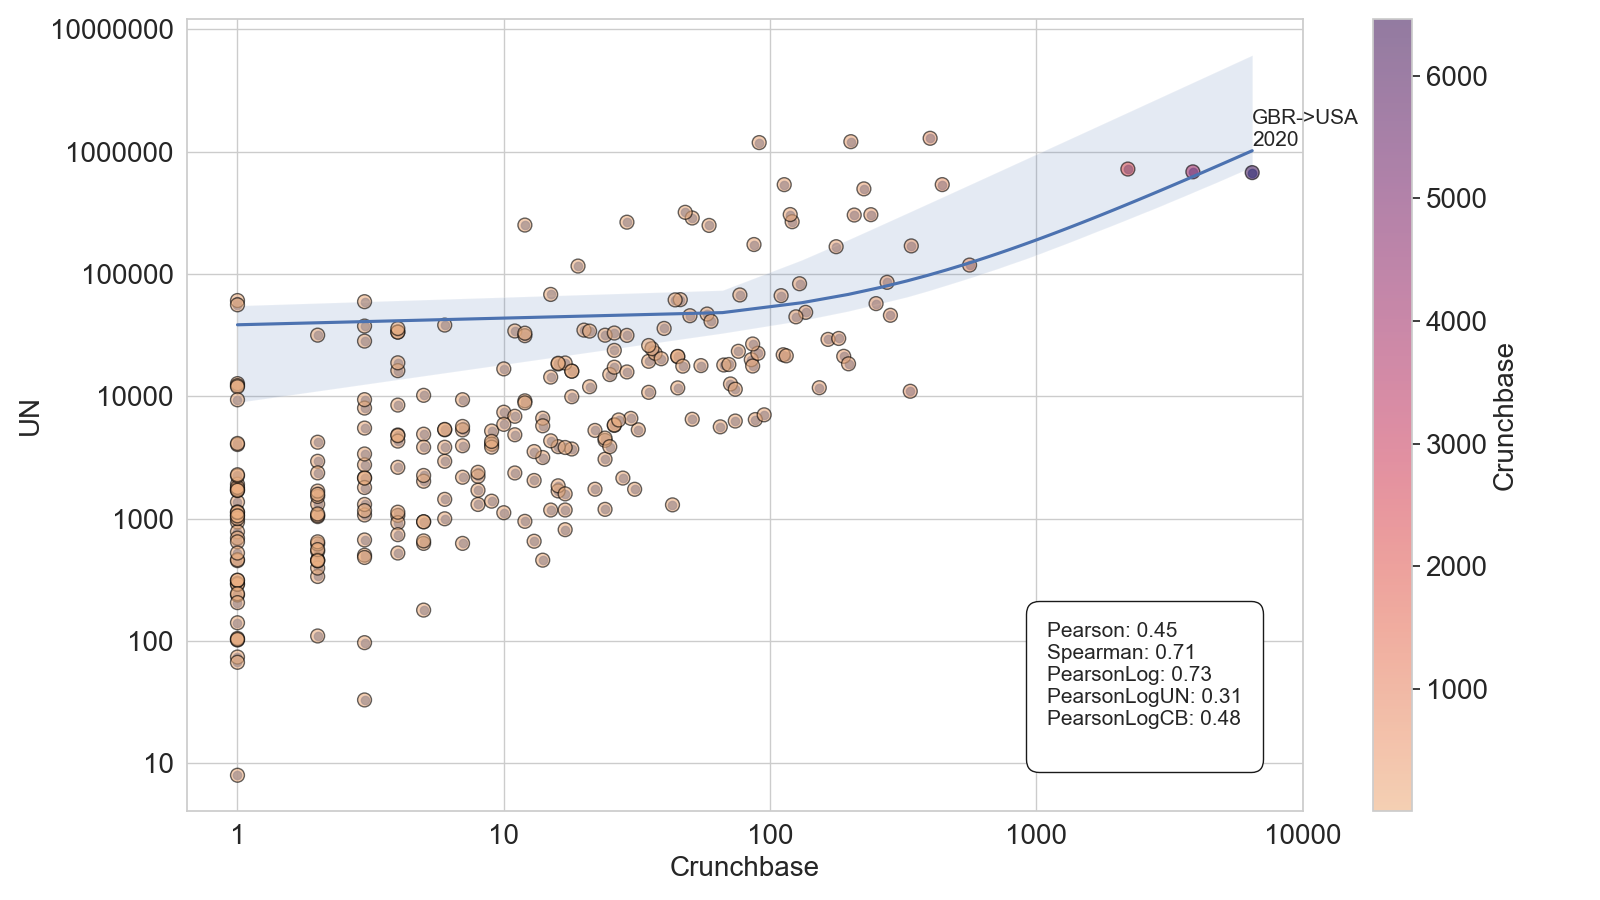 10000000
1000000
100000
10000
1000
100
10
UN
1
10
100
1000
10000
Crunchbase
GBR->USA
2020
Pearson: 0.45
Spearman: 0.71
PearsonLog: 0.73
PearsonLogUN: 0.31
PearsonLogCB: 0.48
6000
5000
4000
3000
2000
1000
Crunchbase